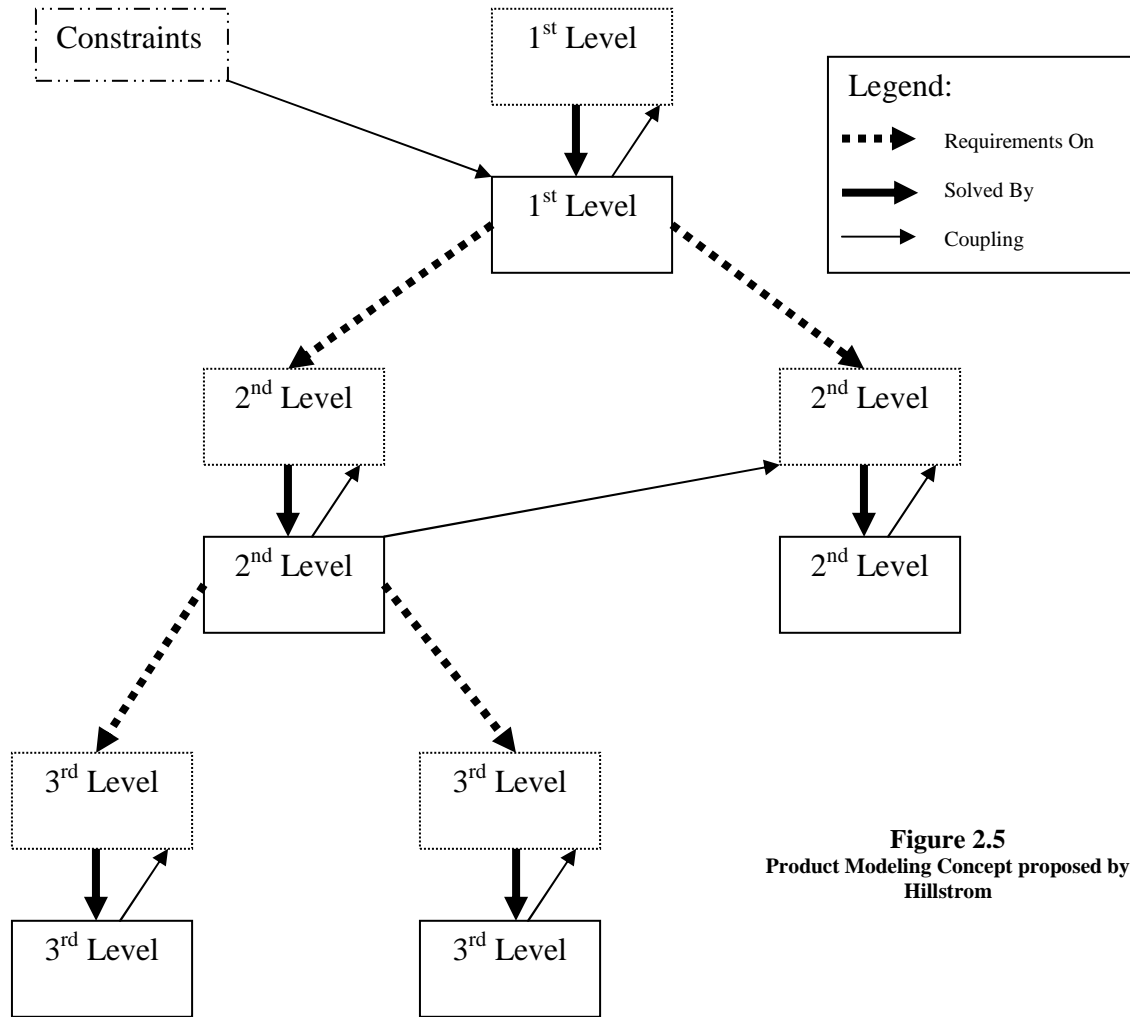 Constraints
1st Level
Legend:
Requirements On
Solved By
Coupling
1st Level
2nd Level
2nd Level
2nd Level
2nd Level
3rd Level
3rd Level
3rd Level
3rd Level
Figure 2.5
Product Modeling Concept proposed by
Hillstrom